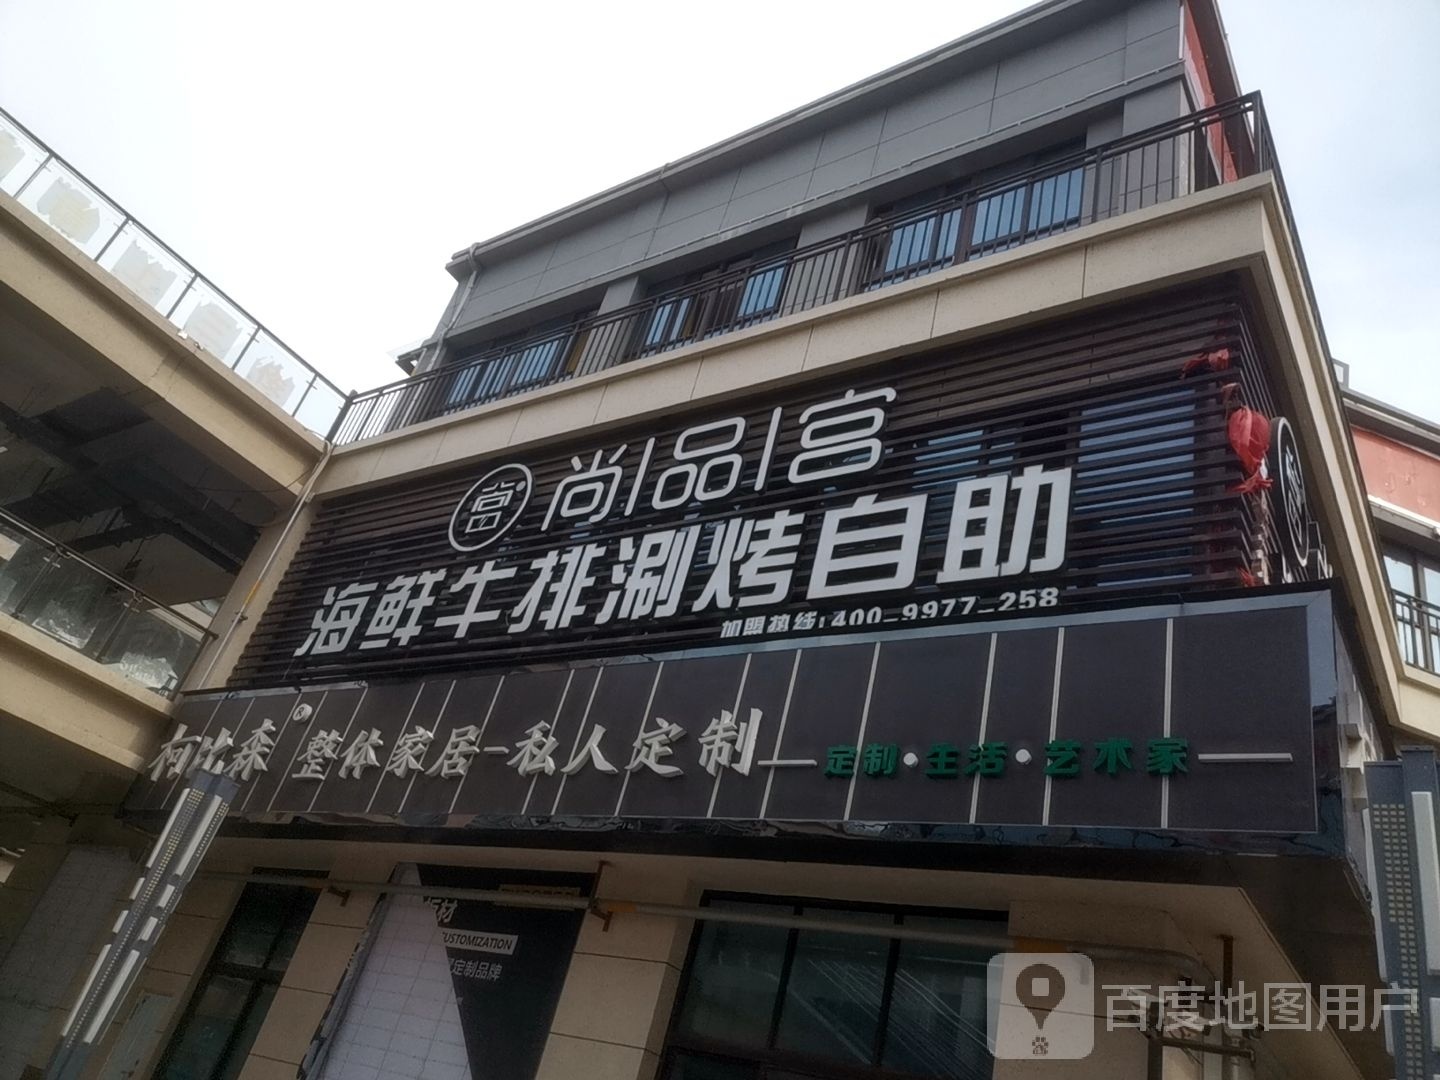 尚|品|宫
海鲜牛排涮烤自助
加盟热线:400-9977-258
柯比森® 整体家居-私人定制 定制·生活·艺术家
板材
CUSTOMIZATION
定制品牌
百度地图用户